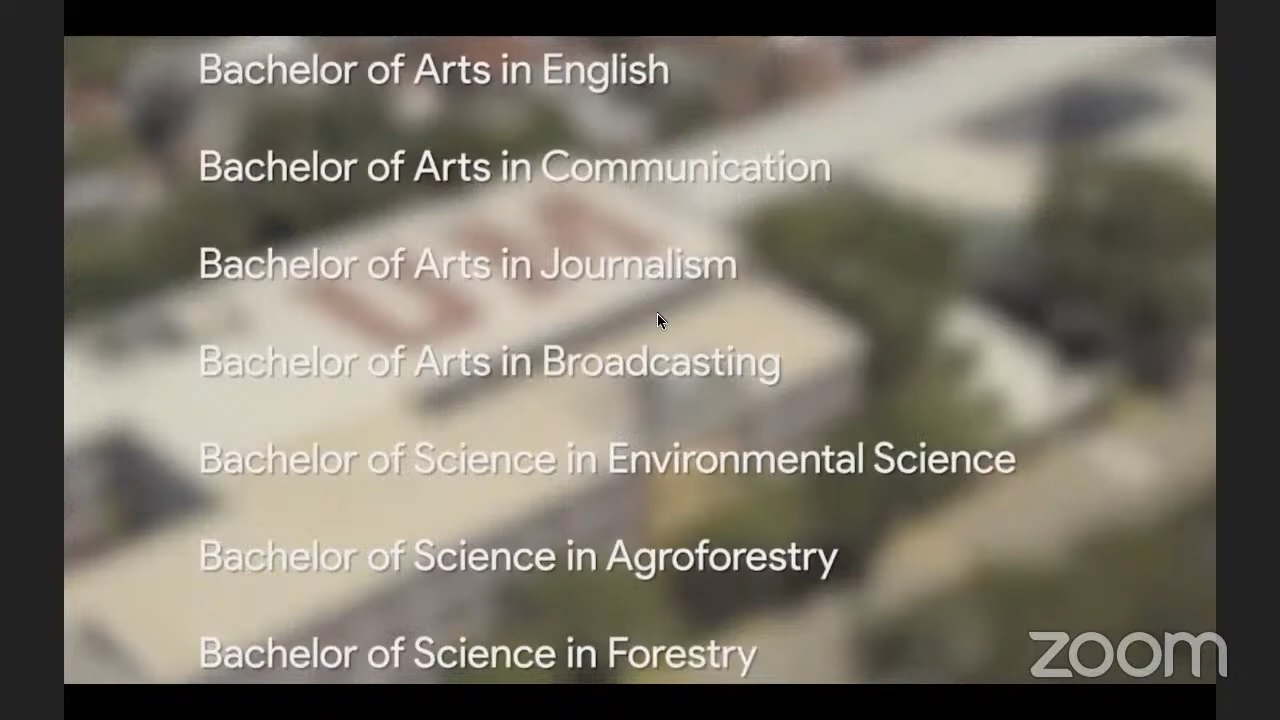 Bachelor of Arts in English
Bachelor of Arts in Communication
UM
Bachelor of Arts in Journalism
Bachelor of Arts in Broadcasting
Bachelor of Science in Environmental Science
Bachelor of Science in Agroforestry
Bachelor of Science in Forestry
zoom